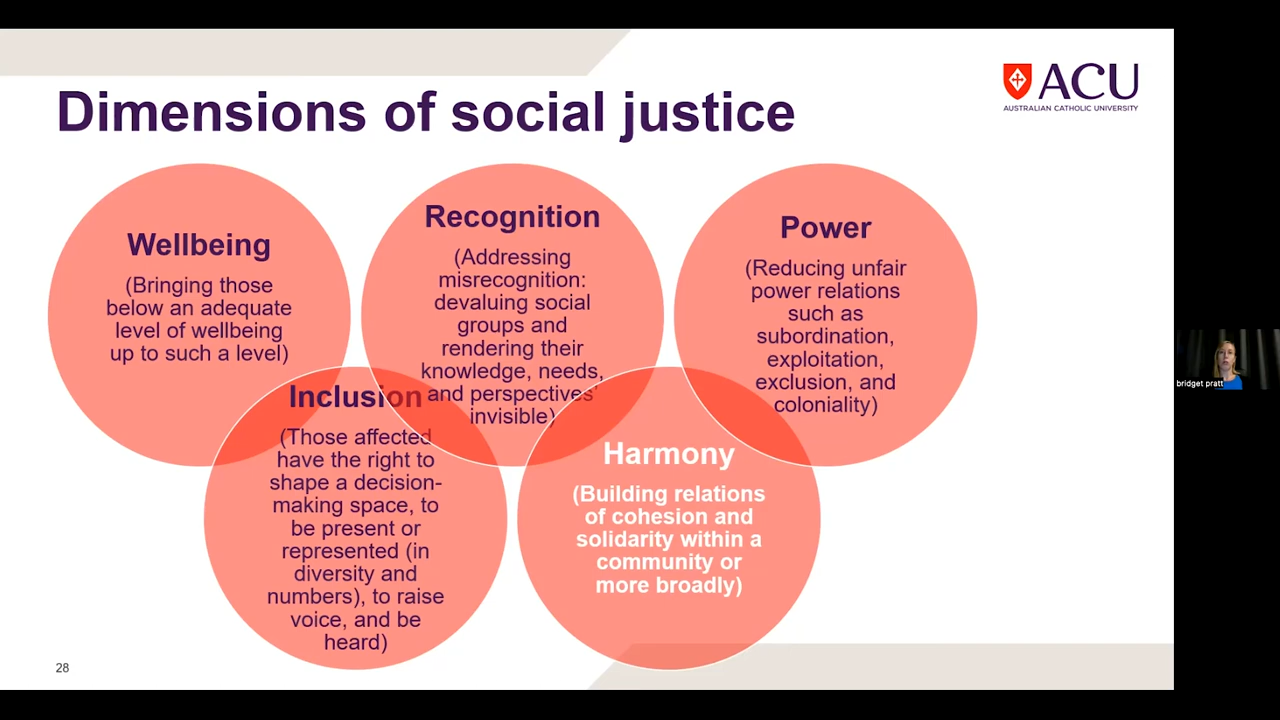 Dimensions of social justice
ACU
AUSTRALIAN CATHOLIC UNIVERSITY
Wellbeing
(Bringing those
below an adequate
level of wellbeing
up to such a level)
Recognition
(Addressing
misrecognition:
devaluing social
groups and
rendering their
knowledge, needs,
and perspectives'
invisible)
Power
(Reducing unfair
power relations
such as
subordination,
exploitation,
exclusion, and
coloniality)
Inclusion
(Those affected
have the right to
shape a decision-
making space, to
be present or
represented (in
diversity and
numbers), to raise
voice, and be
heard)
Harmony
(Building relations
of cohesion and
solidarity within a
community or
more broadly)
bridget pratt
28